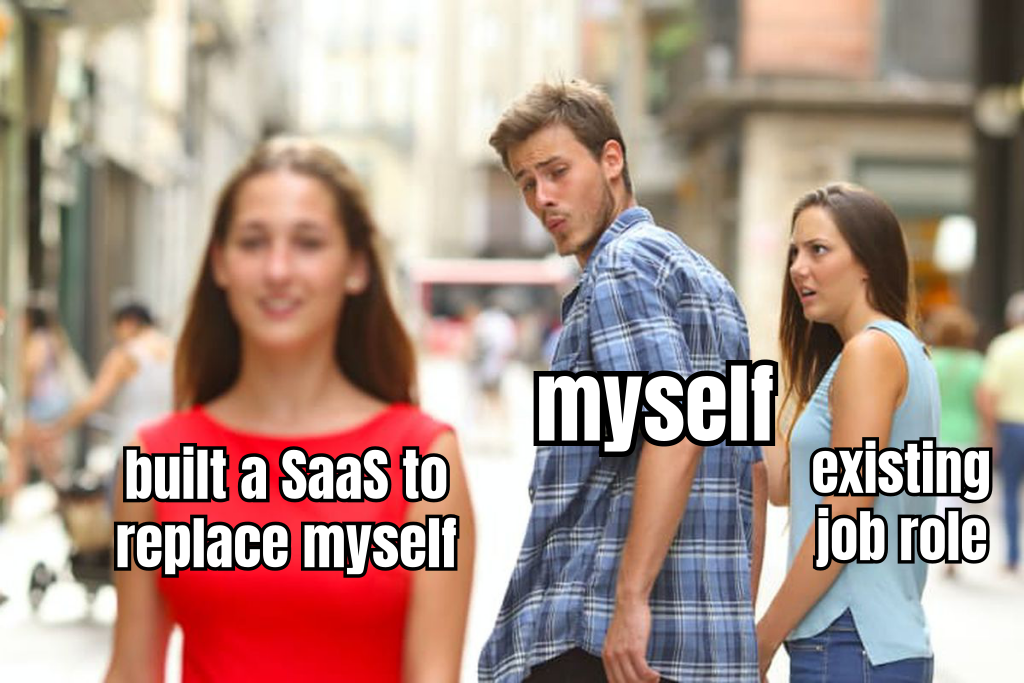 built a SaaS to
replace myself
myself
existing
job role